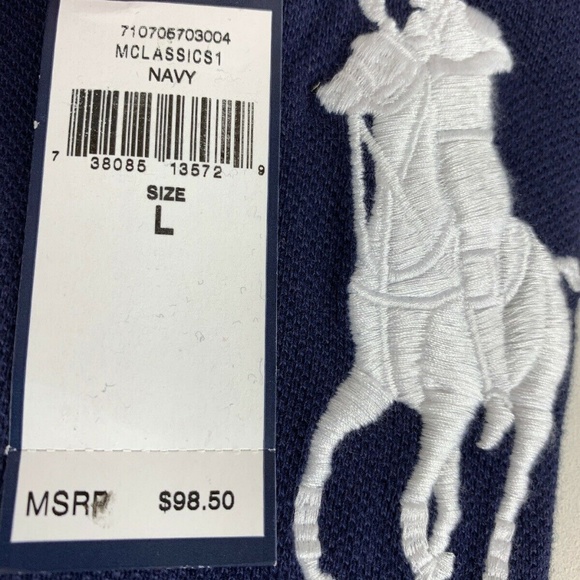 710705703004
MCLASSICS1
NAVY
7 38085 13572 9
SIZE
L
MSRP $98.50